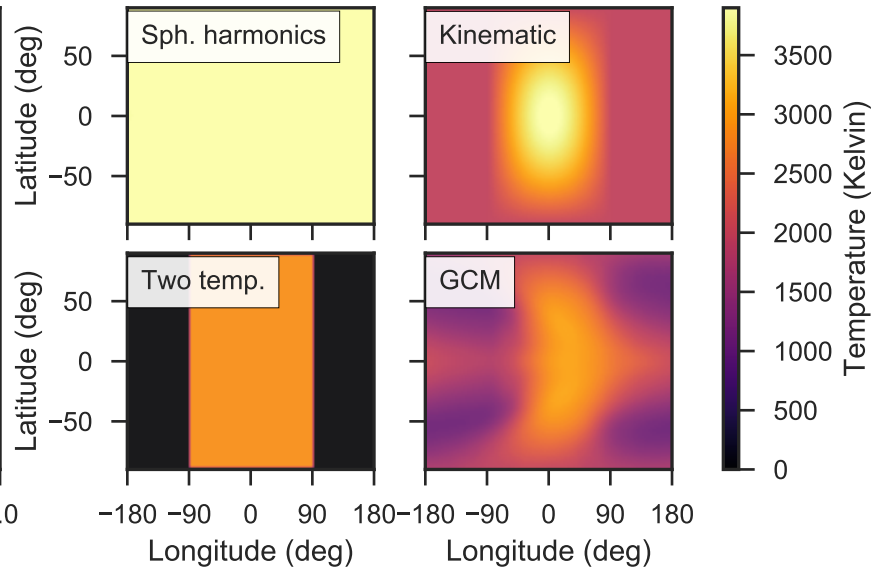 Sph. harmonics
Kinematic
Latitude (deg)
50
0
−50
Two temp.
GCM
Latitude (deg)
50
0
−50
−180 −90 0 90 180
−180 −90 0 90 180
Longitude (deg)
Longitude (deg)
3500
3000
2500
2000
1500
1000
500
0
Temperature (Kelvin)